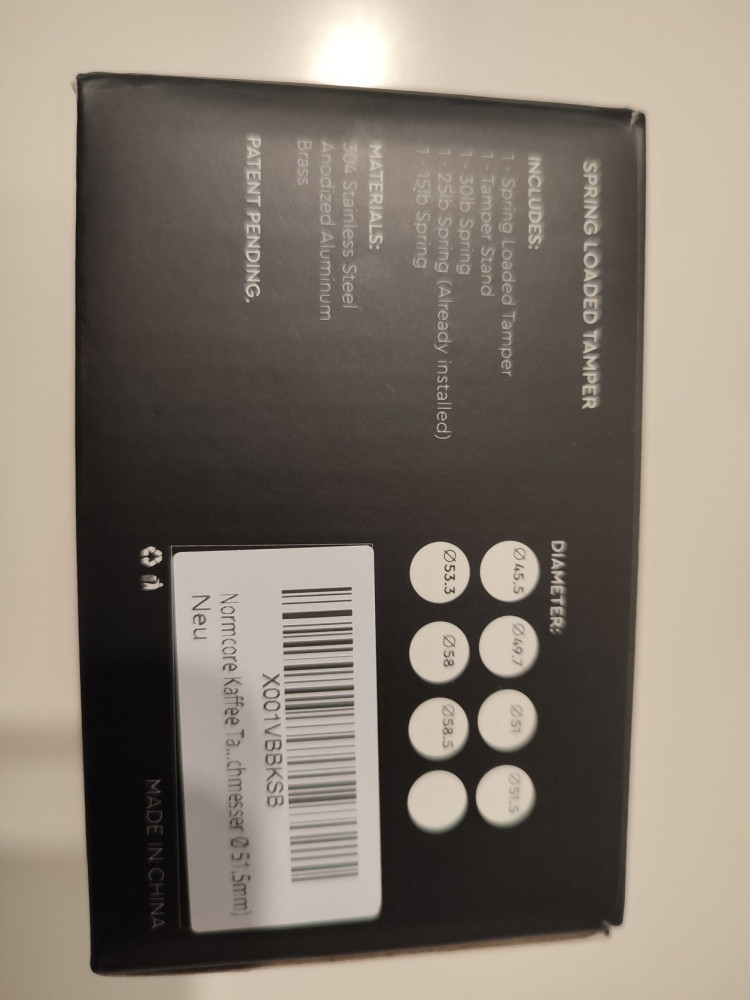 SPRING LOADED TAMPER
INCLUDES:
1 - Spring Loaded Tamper
1 - Tamper Stand
1 - 30lb Spring
1 - 25lb Spring (Already installed)
1 - 15lb Spring
MATERIALS:
304 Stainless Steel
Anodized Aluminum
Brass
PATENT PENDING.
DIAMETER:
Ø45.5 Ø49.7 Ø51 Ø51.5
Ø53.3 Ø58 Ø58.5
X001VBBKSB
Normcore Kaffee Ta...chmesser Ø 51,5mm)
Neu
MADE IN CHINA